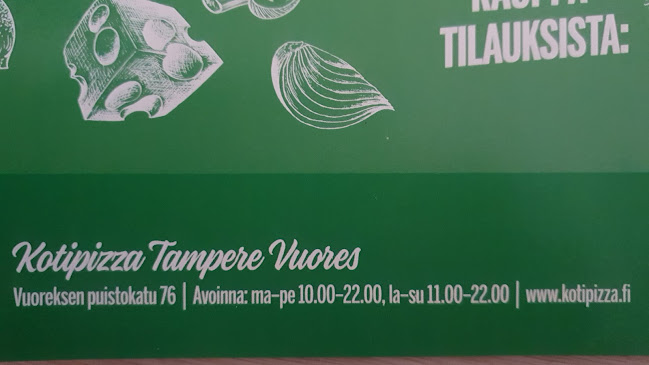 TILAUKSISTA:
Kotipizza Tampere Vuores
Vuoreksen puistokatu 76 | Avoinna: ma–pe 10.00–22.00, la–su 11.00–22.00 | www.kotipizza.fi